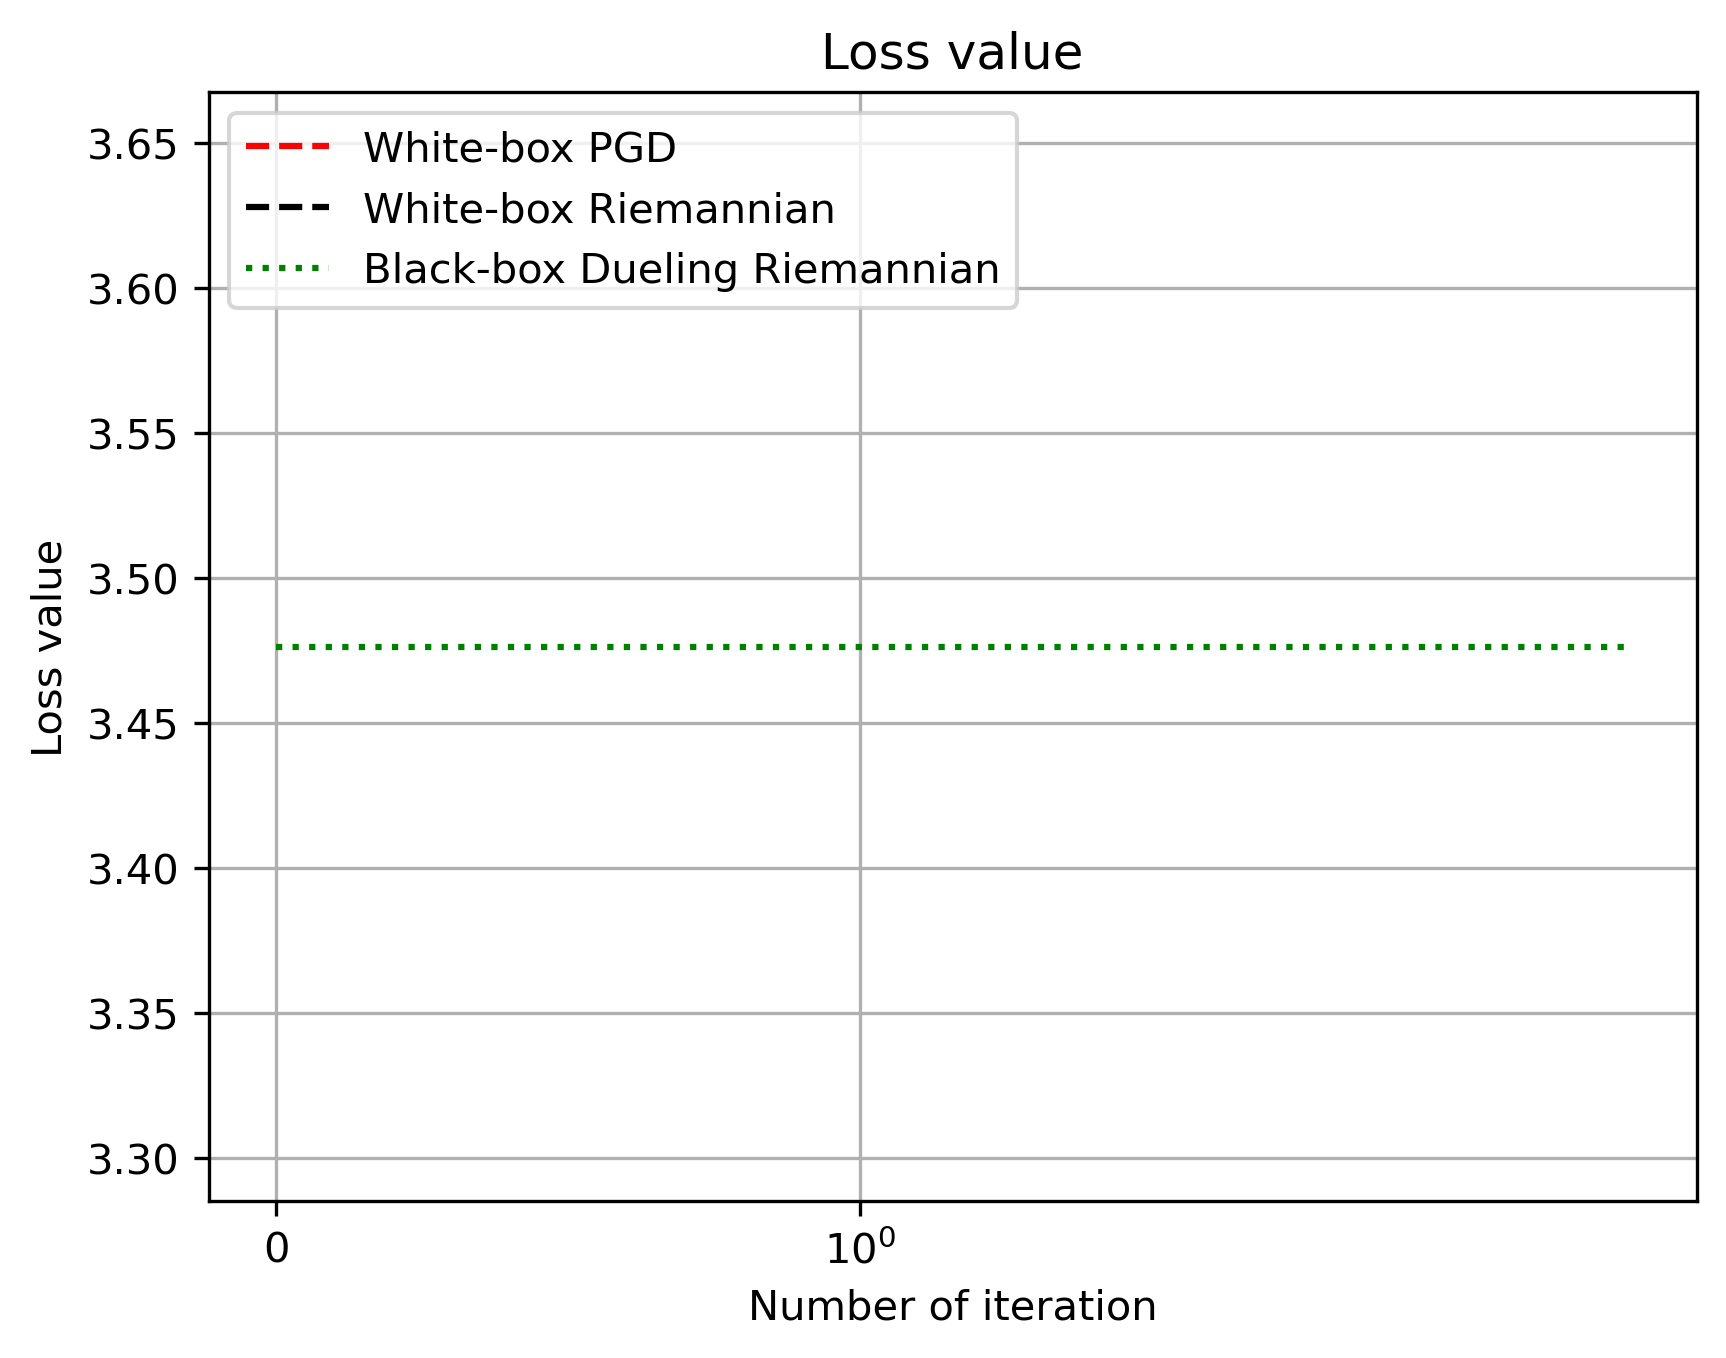 Loss value
3.65
3.60
3.55
3.50
3.45
3.40
3.35
3.30
Loss value
White-box PGD
White-box Riemannian
Black-box Dueling Riemannian
0
10⁰
Number of iteration